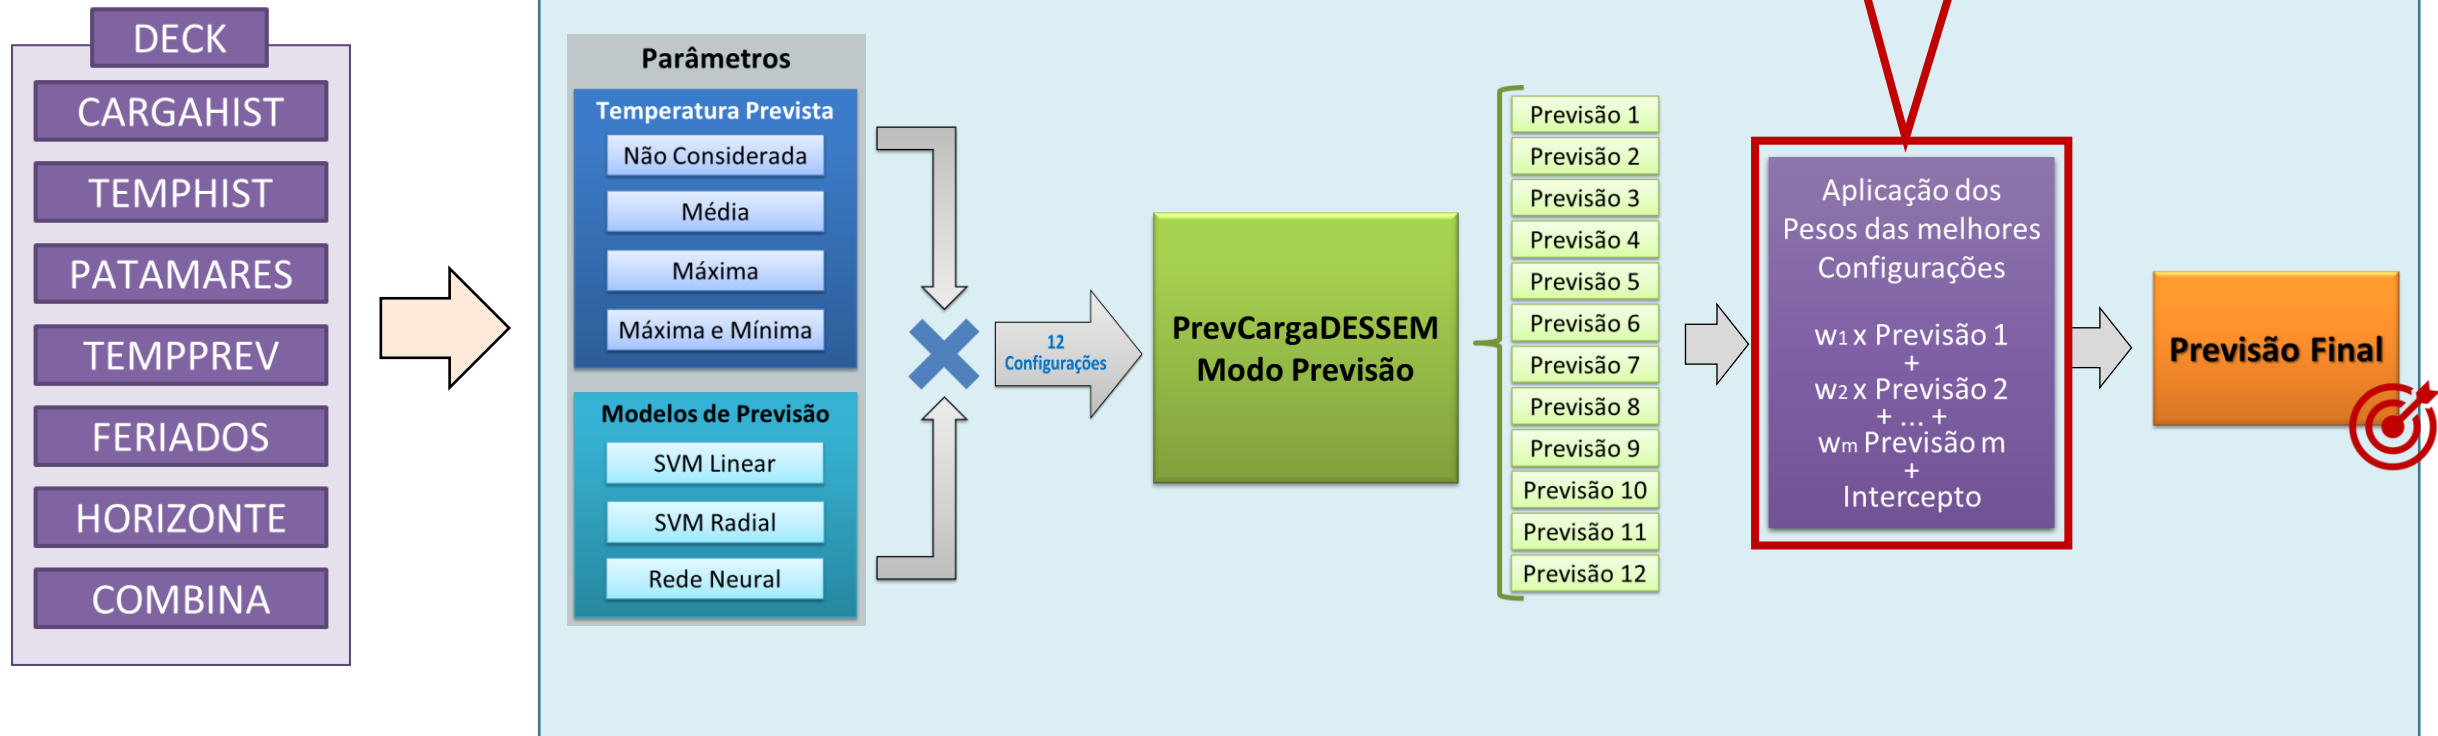 DECK
CARGAHIST
TEMPHIST
PATAMARES
TEMPPREV
FERIADOS
HORIZONTE
COMBINA
Parâmetros
Temperatura Prevista
Não Considerada
Média
Máxima
Máxima e Mínima
Modelos de Previsão
SVM Linear
SVM Radial
Rede Neural
12
Configurações
PrevCargaDESSEM
Modo Previsão
Previsão 1
Previsão 2
Previsão 3
Previsão 4
Previsão 5
Previsão 6
Previsão 7
Previsão 8
Previsão 9
Previsão 10
Previsão 11
Previsão 12
Aplicação dos
Pesos das melhores
Configurações
w1 x Previsão 1
+
w2 x Previsão 2
+ ... +
wm Previsão m
+
Intercepto
Previsão Final